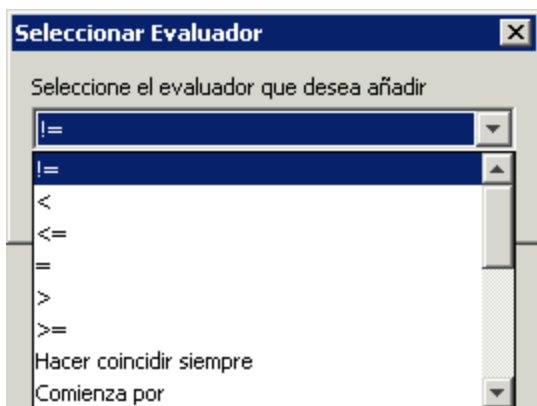 Seleccionar Evaluador
Seleccione el evaluador que desea añadir
!=
!=
<
<=
=
>
>=
Hacer coincidir siempre
Comienza por